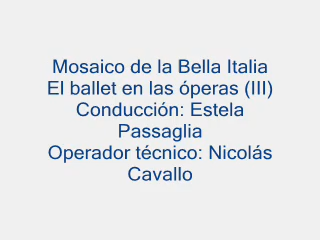 Mosaico de la Bella Italia
El ballet en las óperas (III)
Conducción: Estela
Passaglia
Operador técnico: Nicolás
Cavallo